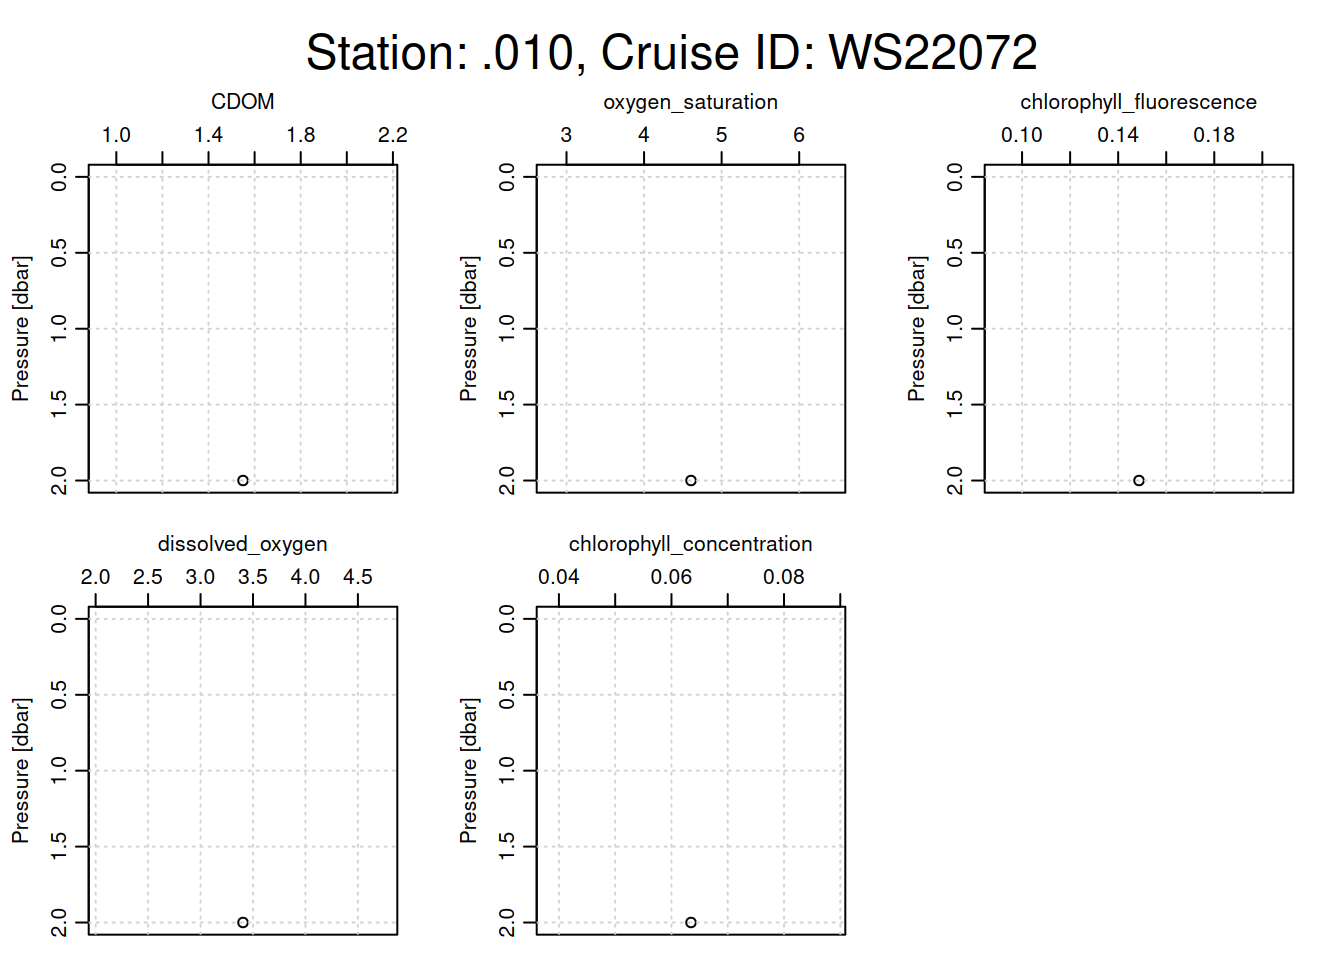 Station: .010, Cruise ID: WS22072
CDOM
1.0 1.4 1.8 2.2
0.0 0.5 1.0 1.5 2.0
Pressure [dbar]
oxygen_saturation
3 4 5 6
0.0 0.5 1.0 1.5 2.0
Pressure [dbar]
chlorophyll_fluorescence
0.10 0.14 0.18
0.0 0.5 1.0 1.5 2.0
Pressure [dbar]
dissolved_oxygen
2.0 2.5 3.0 3.5 4.0 4.5
0.0 0.5 1.0 1.5 2.0
Pressure [dbar]
chlorophyll_concentration
0.04 0.06 0.08
0.0 0.5 1.0 1.5 2.0
Pressure [dbar]